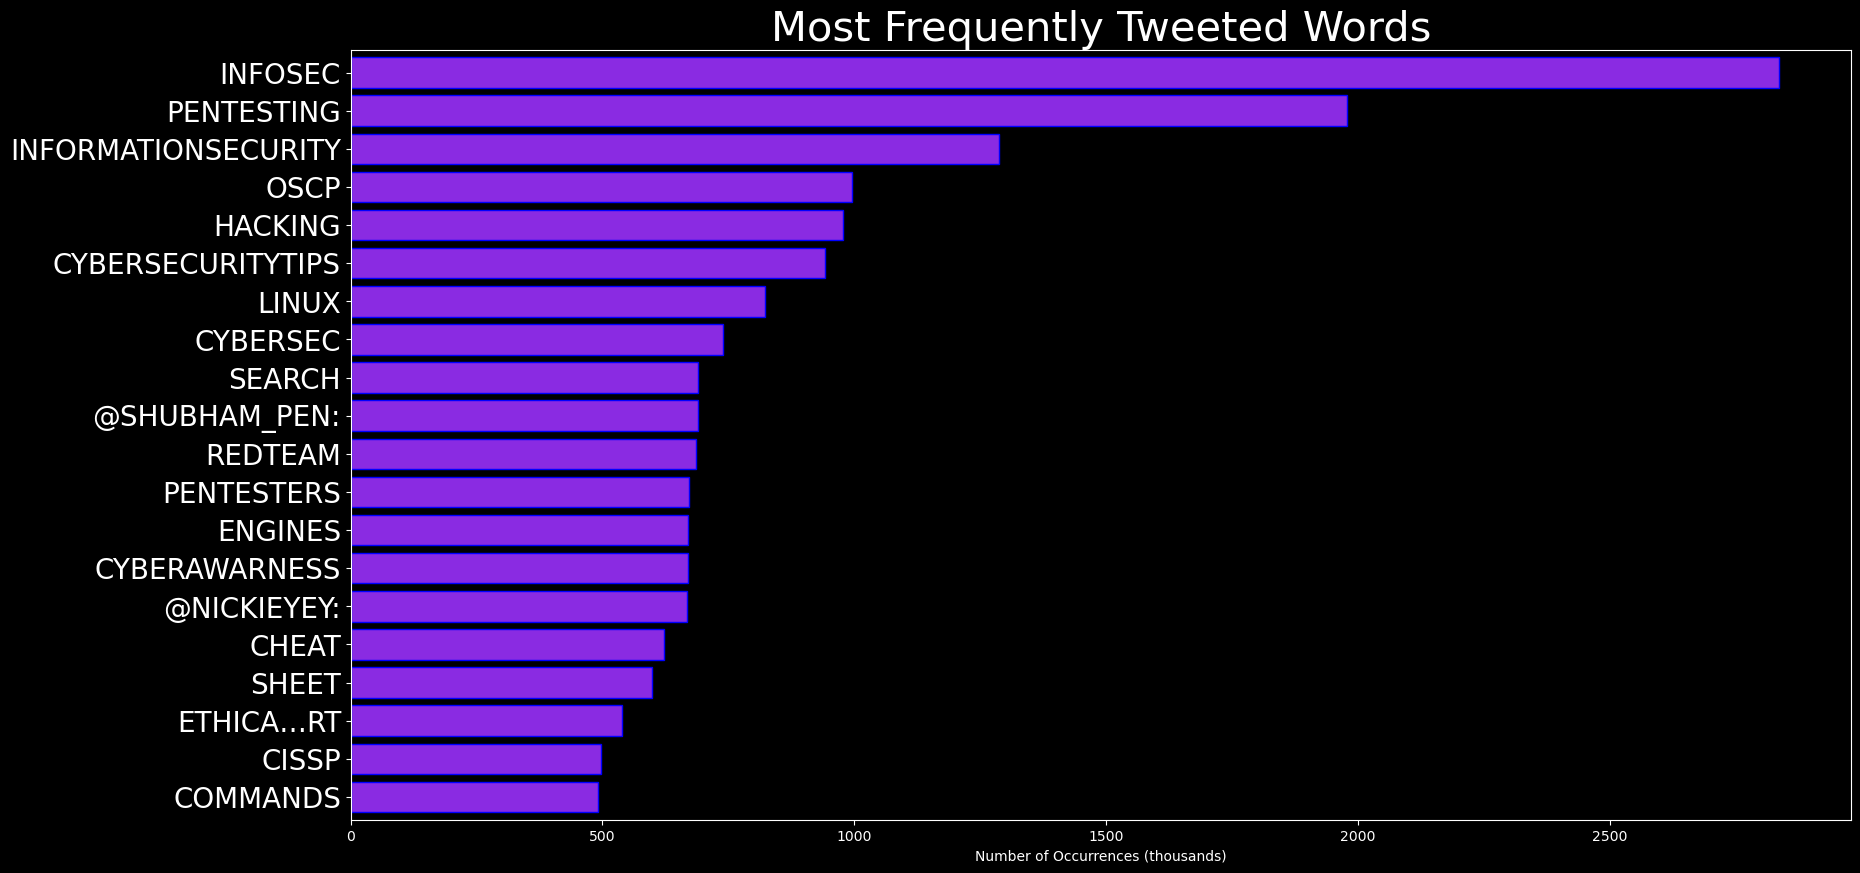 Most Frequently Tweeted Words
INFOSEC
PENTESTING
INFORMATIONSECURITY
OSCP
HACKING
CYBERSECURITYTIPS
LINUX
CYBERSEC
SEARCH
@SHUBHAM_PEN:
REDTEAM
PENTESTERS
ENGINES
CYBERAWARNESS
@NICKIEYEY:
CHEAT
SHEET
ETHICA…RT
CISSP
COMMANDS
0 500 1000 1500 2000 2500
Number of Occurrences (thousands)